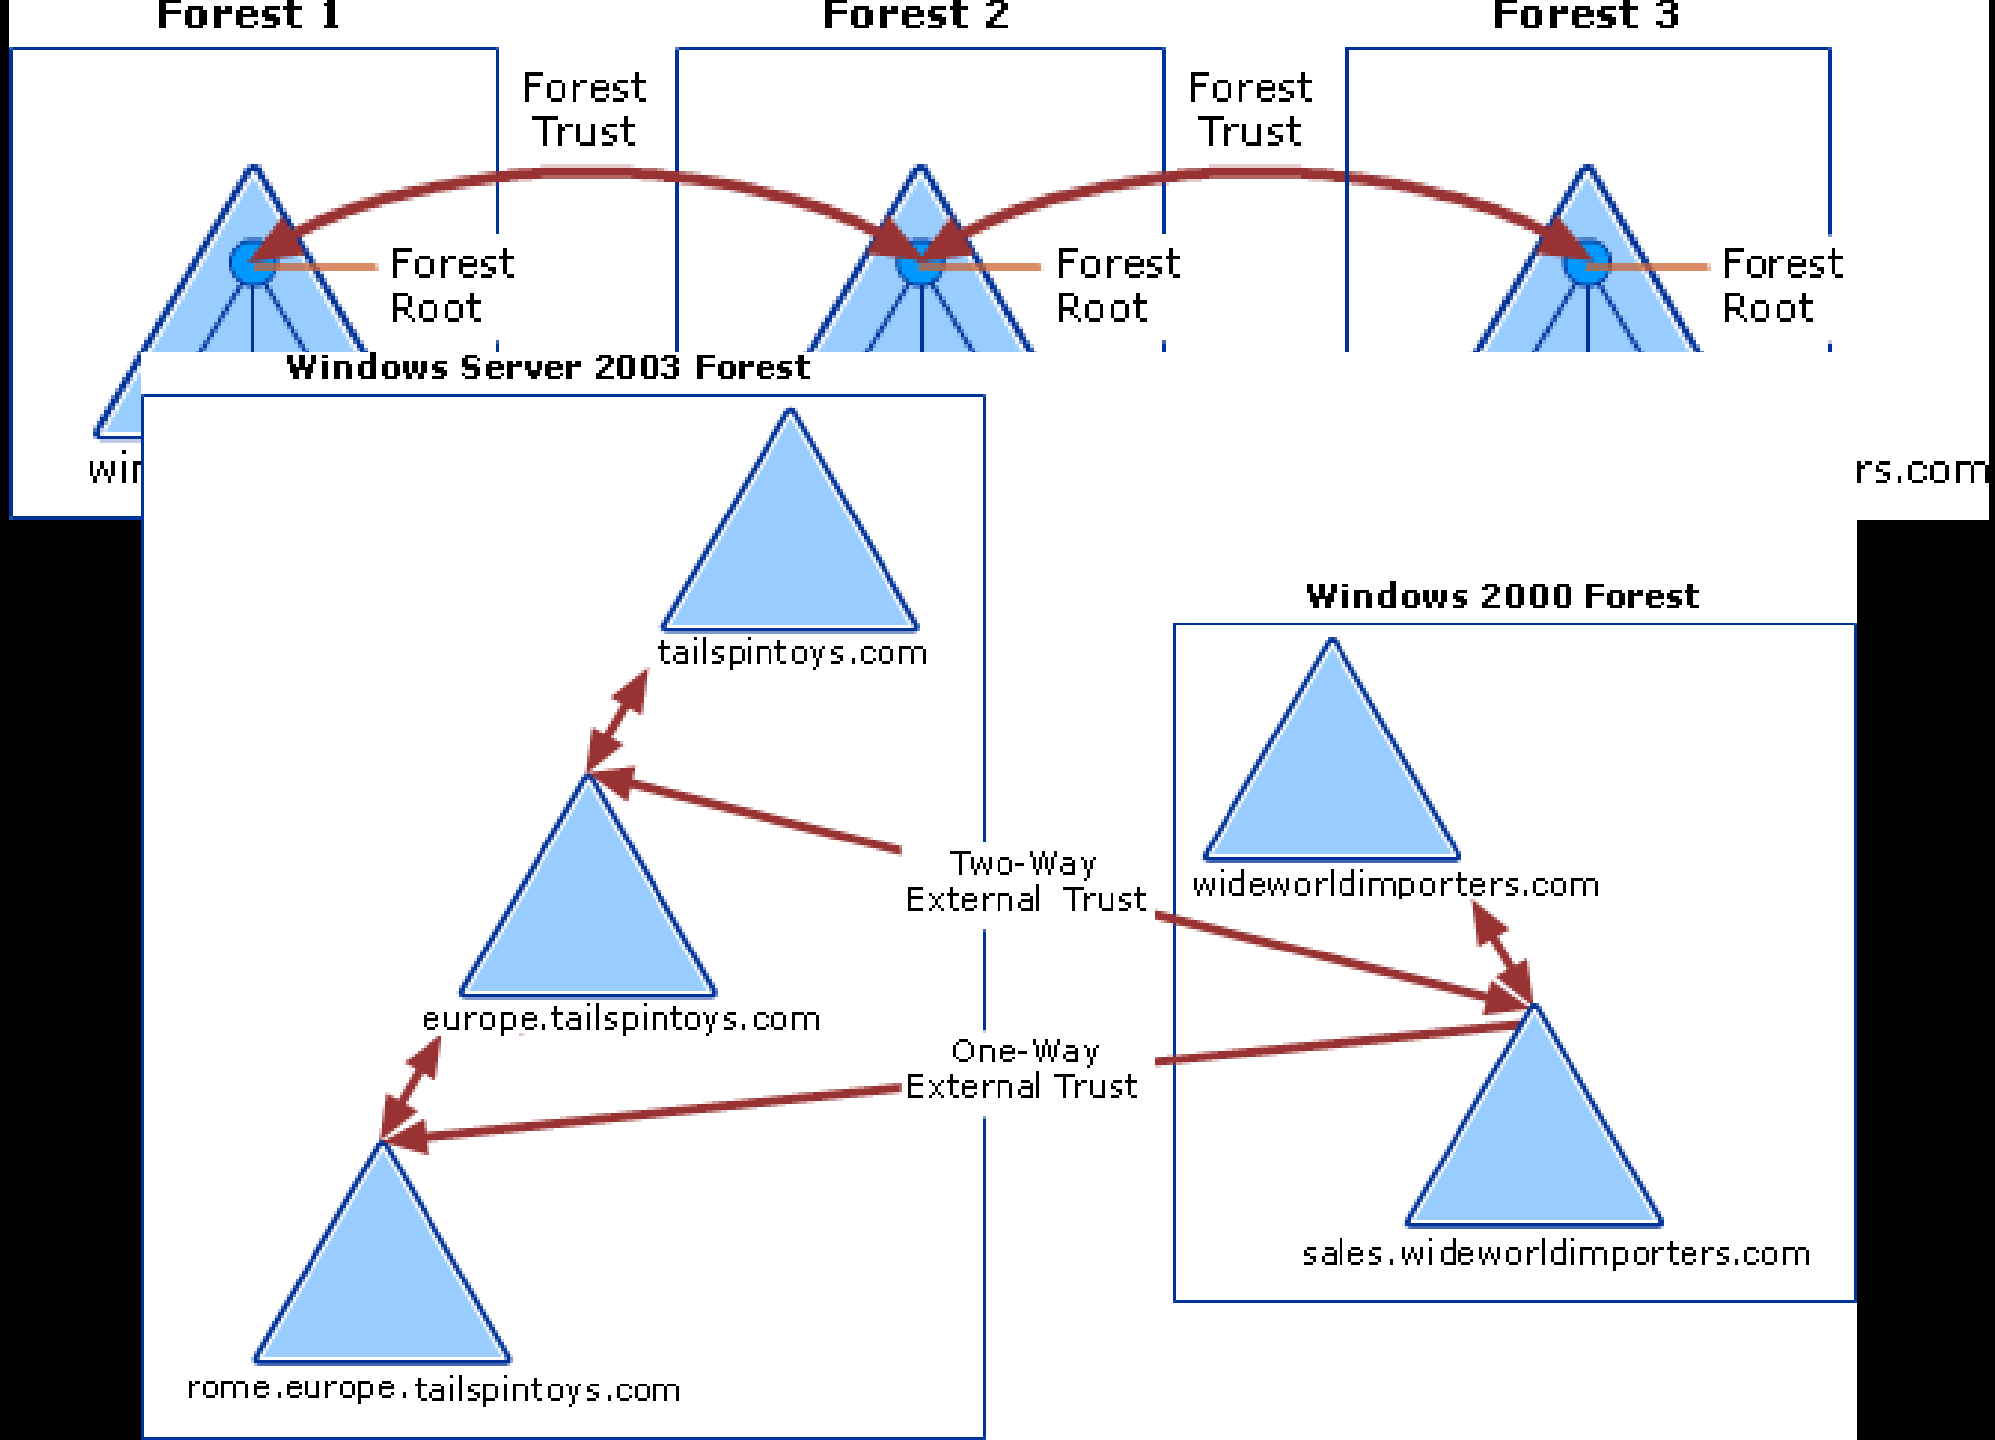 Forest 1
Forest 2
Forest 3
Forest
Trust
Forest
Trust
Forest
Root
Forest
Root
Forest
Root
Windows Server 2003 Forest
rs.com
tailspintoys.com
Windows 2000 Forest
wideworldimporters.com
Two-Way
External Trust
europe.tailspintoys.com
One-Way
External Trust
sales.wideworldimporters.com
rome.europe.tailspintoys.com